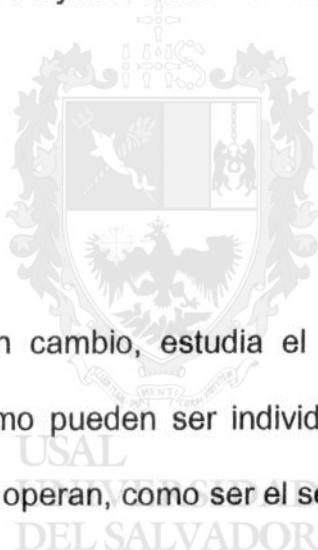 n cambio, estudia el
mo pueden ser individ
USAL
UNIVERSIDAD
operan, como ser el se
DEL SALVADOR